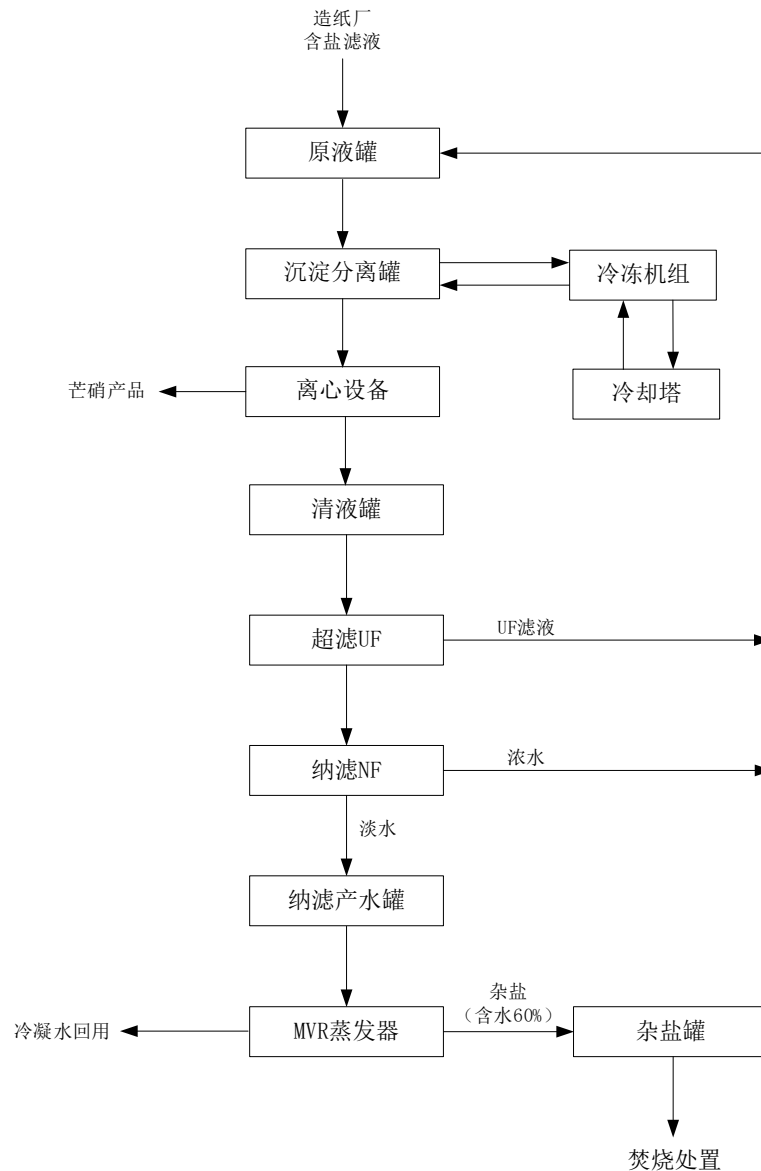 造纸厂
含盐滤液
原液罐
沉淀分离罐
冷冻机组
芒硝产品
离心设备
冷却塔
清液罐
超滤UF
UF滤液
纳滤NF
浓水
淡水
纳滤产水罐
杂盐
（含水60%）
冷凝水回用
MVR蒸发器
杂盐罐
焚烧处置